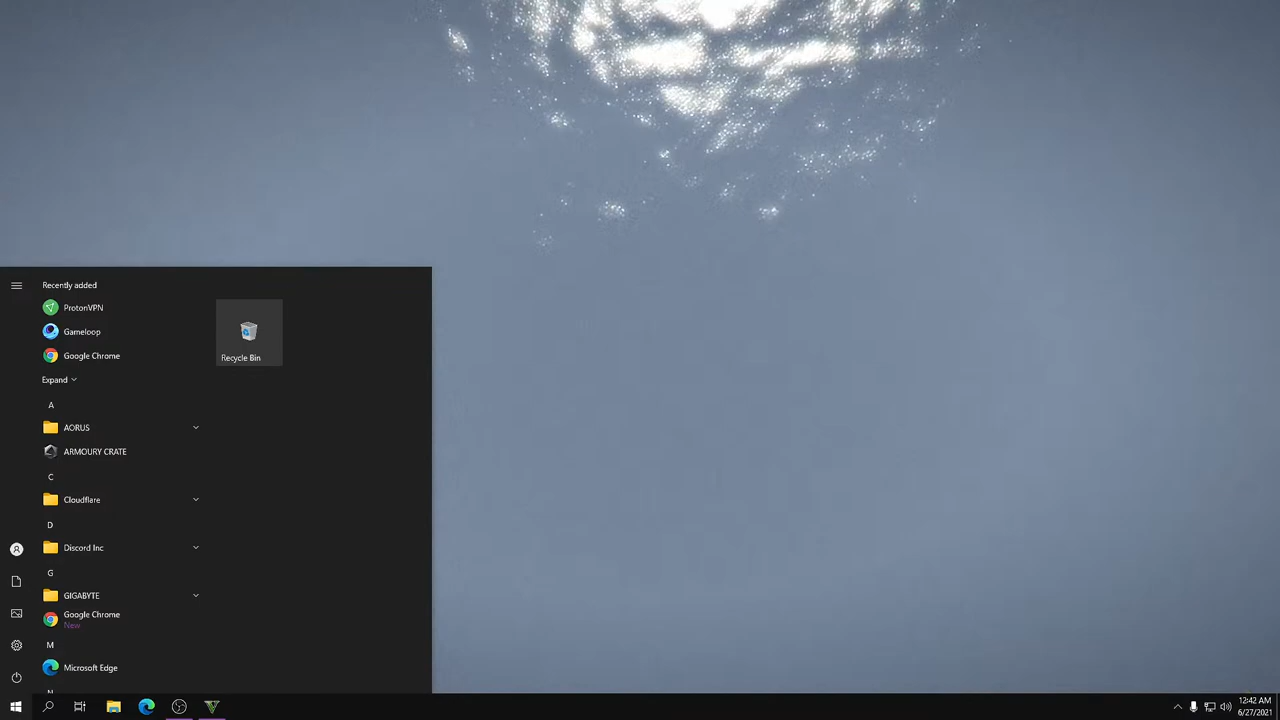 Recently added
ProtonVPN
Gameloop
Google Chrome
Expand
A
AORUS
ARMOURY CRATE
C
Cloudflare
D
Discord Inc
G
GIGABYTE
Google Chrome
New
M
Microsoft Edge
N
Recycle Bin
12:42 AM
6/27/2021